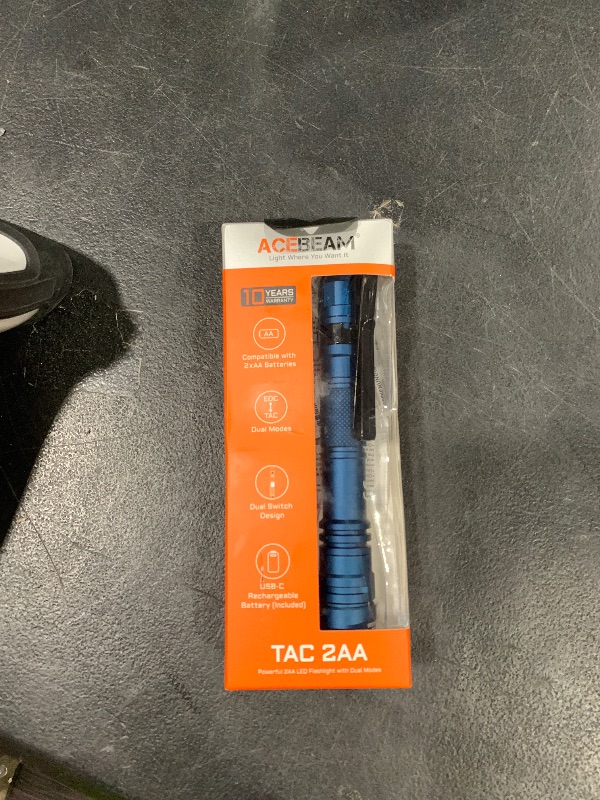 ACEBEAM®
Light Where You Want It
10 YEARS
WARRANTY
AA
Compatible with
2xAA Batteries
EDC
TAC
Dual Modes
Dual Switch
Design
USB-C
Rechargeable
Battery (included)
TAC 2AA
Powerful 2AA LED Flashlight with Dual Modes